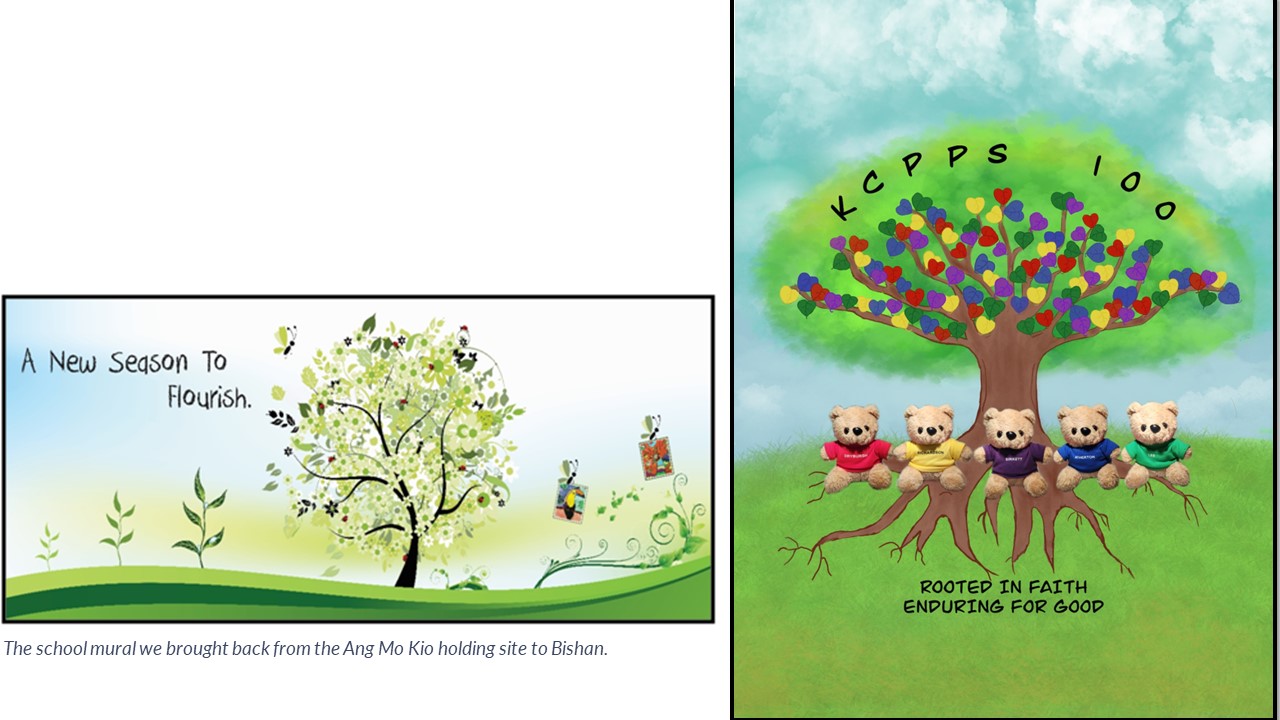 A New Season To
Flourish.
The school mural we brought back from the Ang Mo Kio holding site to Bishan.
KCPPS 100
ROOTED IN FAITH
ENDURING FOR GOOD